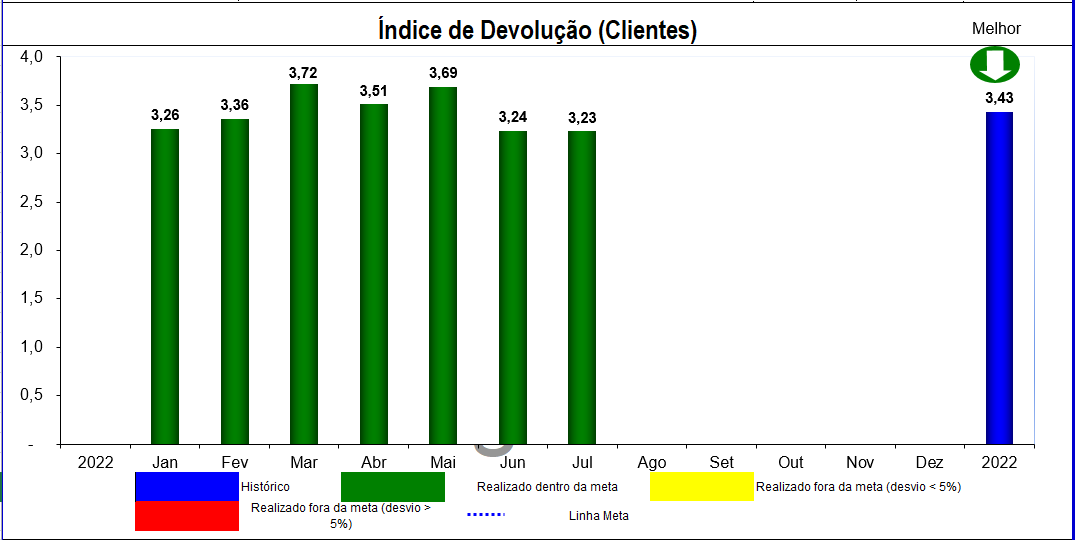 Índice de Devolução (Clientes)
Melhor
4,0
3,5
3,0
2,5
2,0
1,5
1,0
0,5
-
3,26
3,36
3,72
3,51
3,69
3,24
3,23
3,43
2022 Jan Fev Mar Abr Mai Jun Jul Ago Set Out Nov Dez 2022
Histórico
Realizado dentro da meta
Realizado fora da meta (desvio < 5%)
Realizado fora da meta (desvio >
5%)
Linha Meta